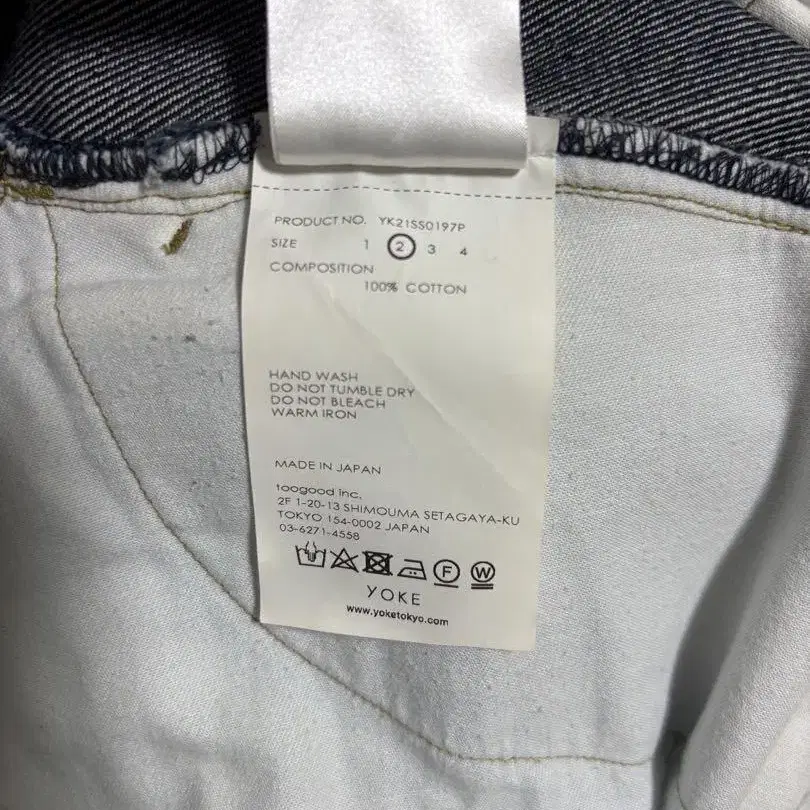 PRODUCT NO. YK21SS0197P
SIZE 1 2 3 4
COMPOSITION
100% COTTON
HAND WASH
DO NOT TUMBLE DRY
DO NOT BLEACH
WARM IRON
MADE IN JAPAN
toogood inc.
2F 1-20-13 SHIMOUMA SETAGAYA-KU
TOKYO 154-0002 JAPAN
03-6271-4558
F W
YOKE
www.yoketokyo.com